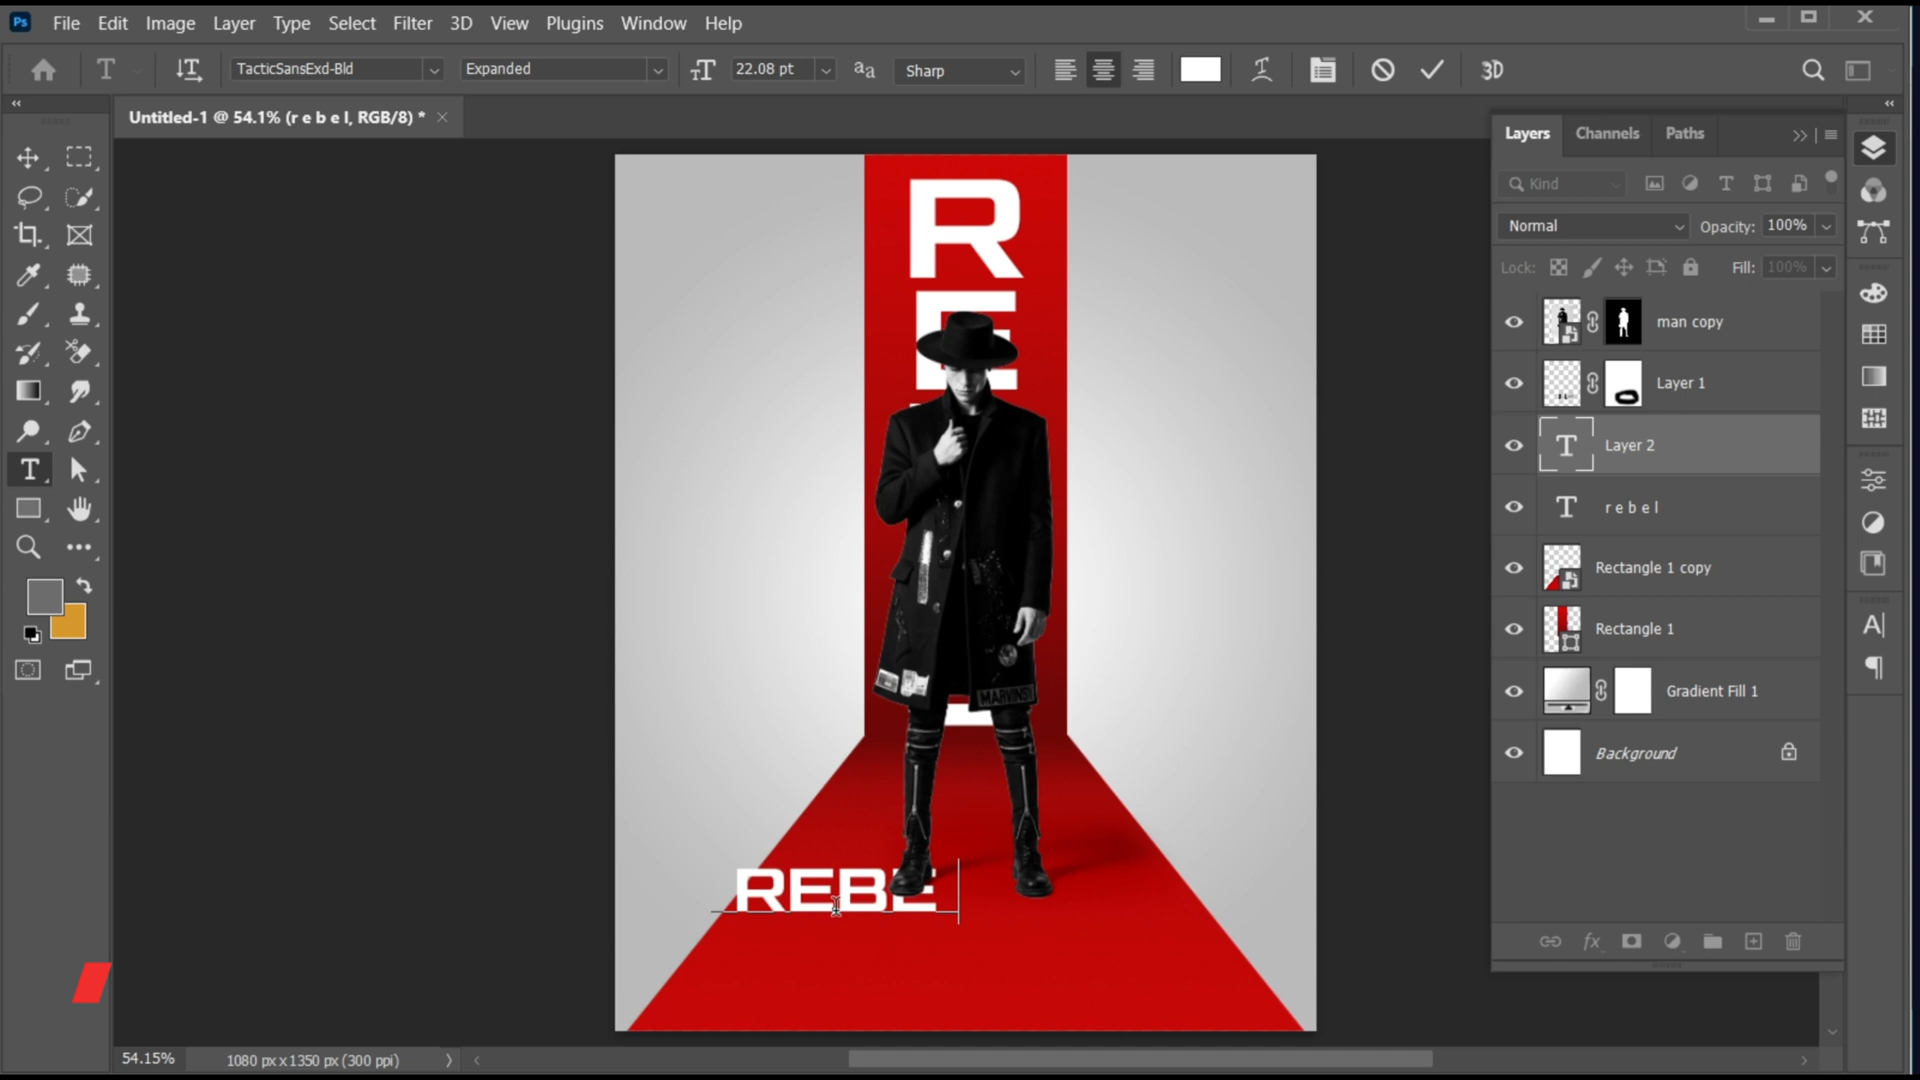 Ps File Edit Image Layer Type Select Filter 3D View Plugins Window Help
TacticSansExd-Bld Expanded 22.08 pt aa Sharp 3D
Untitled-1 @ 54.1% (r e b e l, RGB/8) *
Layers Channels Paths
Kind
Normal Opacity: 100%
Lock: Fill: 100%
man copy
Layer 1
Layer 2
r e b e l
Rectangle 1 copy
Rectangle 1
Gradient Fill 1
Background
R
E
MARVINS
REBE
54.15% 1080 px x 1350 px (300 ppi)